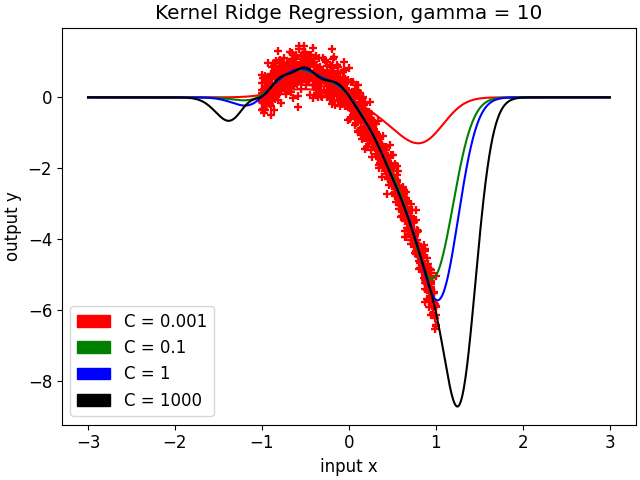 Kernel Ridge Regression, gamma = 10
output y
0
−2
−4
−6
−8
C = 0.001
C = 0.1
C = 1
C = 1000
−3
−2
−1
0
1
2
3
input x